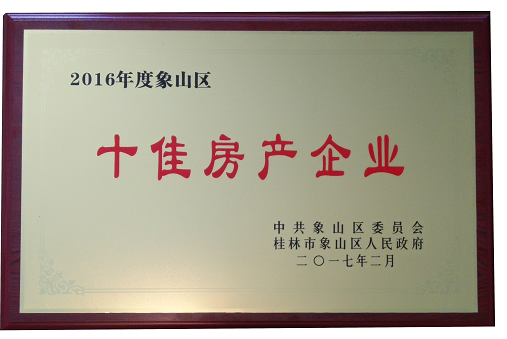 2016年度象山区
十佳房产企业
中共象山区委员会
桂林市象山区人民政府
二〇一七年二月